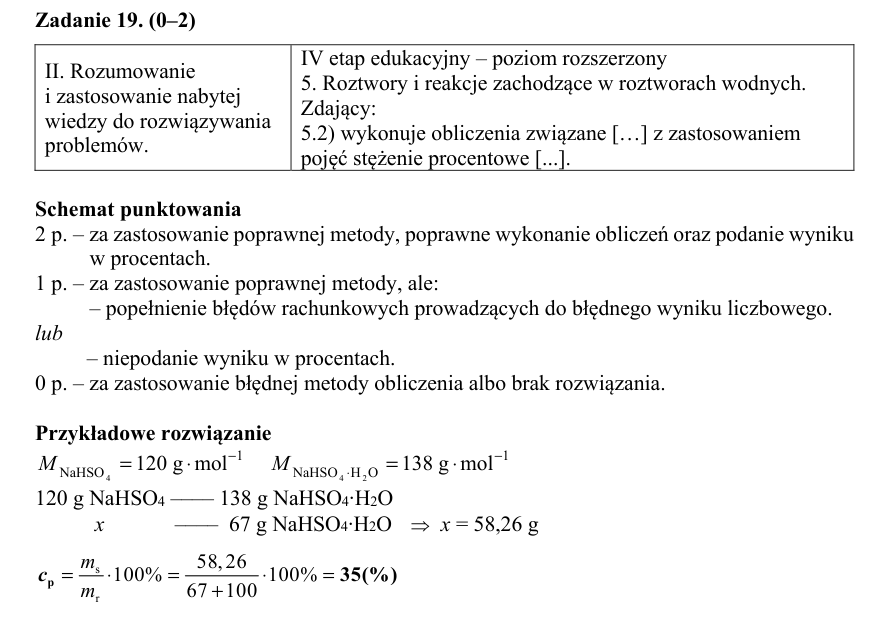 Zadanie 19. (0–2)
II. Rozumowanie
i zastosowanie nabytej
wiedzy do rozwiązywania
problemów.
IV etap edukacyjny – poziom rozszerzony
5. Roztwory i reakcje zachodzące w roztworach wodnych.
Zdający:
5.2) wykonuje obliczenia związane […] z zastosowaniem
pojęć stężenie procentowe [...].
Schemat punktowania
2 p. – za zastosowanie poprawnej metody, poprawne wykonanie obliczeń oraz podanie wyniku
w procentach.
1 p. – za zastosowanie poprawnej metody, ale:
– popełnienie błędów rachunkowych prowadzących do błędnego wyniku liczbowego.
lub
– niepodanie wyniku w procentach.
0 p. – za zastosowanie błędnej metody obliczenia albo brak rozwiązania.
Przykładowe rozwiązanie
M NaHSO₄ = 120 g · mol⁻¹ M NaHSO₄·H₂O = 138 g · mol⁻¹
120 g NaHSO4 —— 138 g NaHSO4·H2O
x —— 67 g NaHSO4·H2O ⇒ x = 58,26 g
cₚ = mₛ / mᵣ · 100% = 58,26 / 67 + 100 · 100% = 35(%)